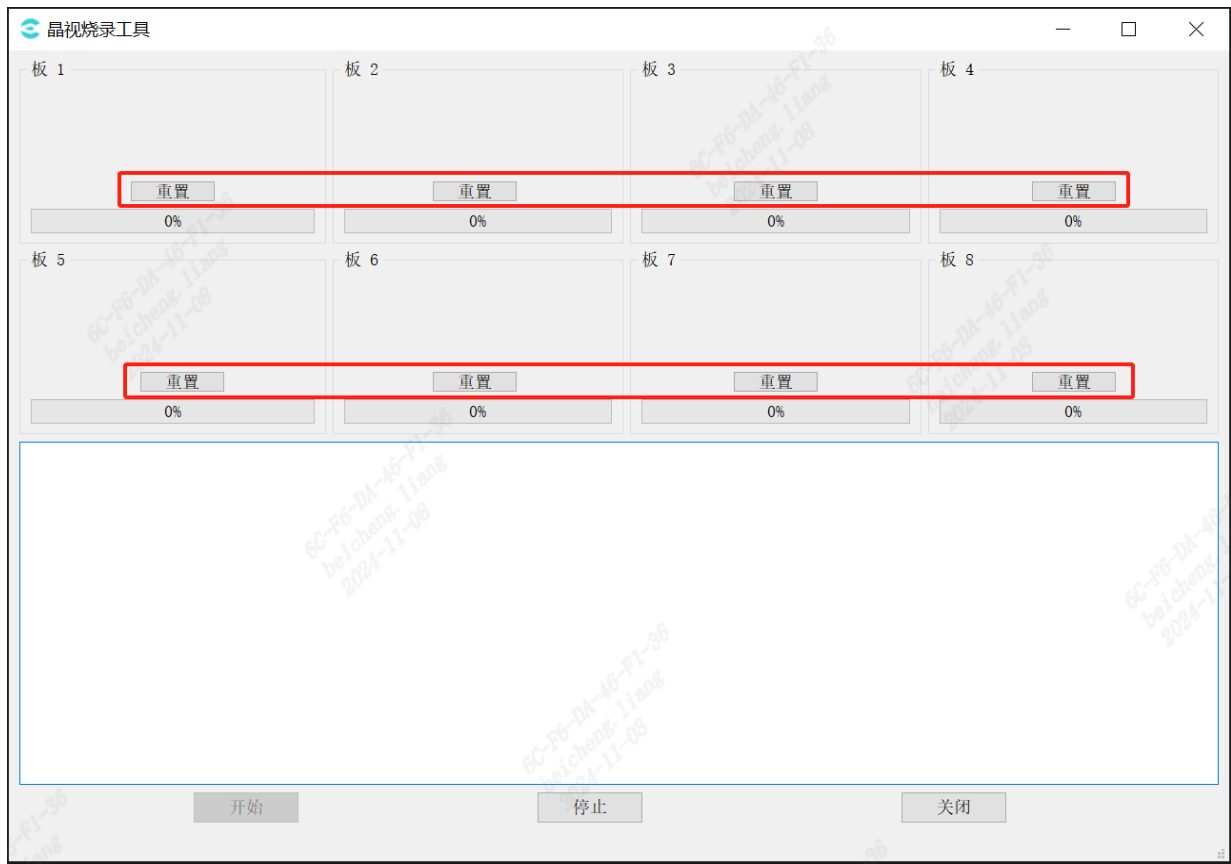 晶视烧录工具
板 1
板 2
板 3
板 4
重置
重置
重置
重置
0%
0%
0%
0%
板 5
板 6
板 7
板 8
重置
重置
重置
重置
0%
0%
0%
0%
开始
停止
关闭
6C-F6-DA-46-F1-36
beicheng.liang
2024-11-08